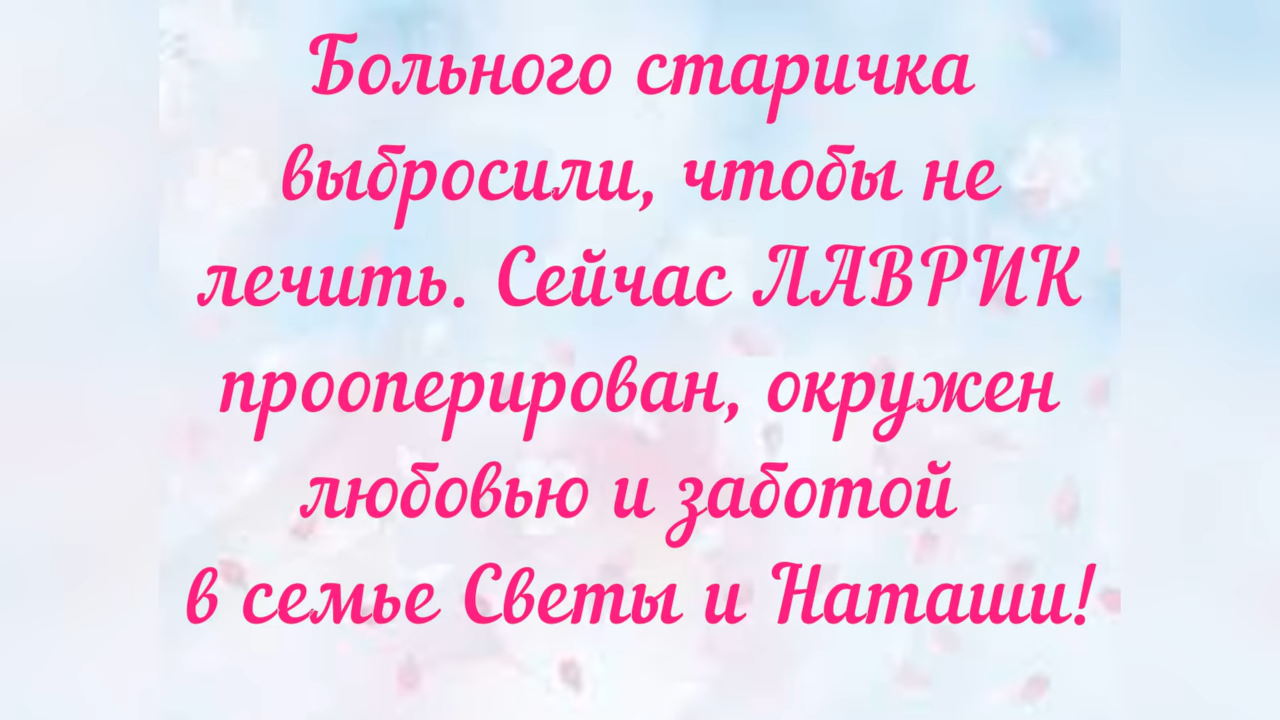 Больного старичка
выбросили, чтобы не
лечить. Сейчас ЛАВРИК
прооперирован, окружен
любовью и заботой
в семье Светы и Наташи!